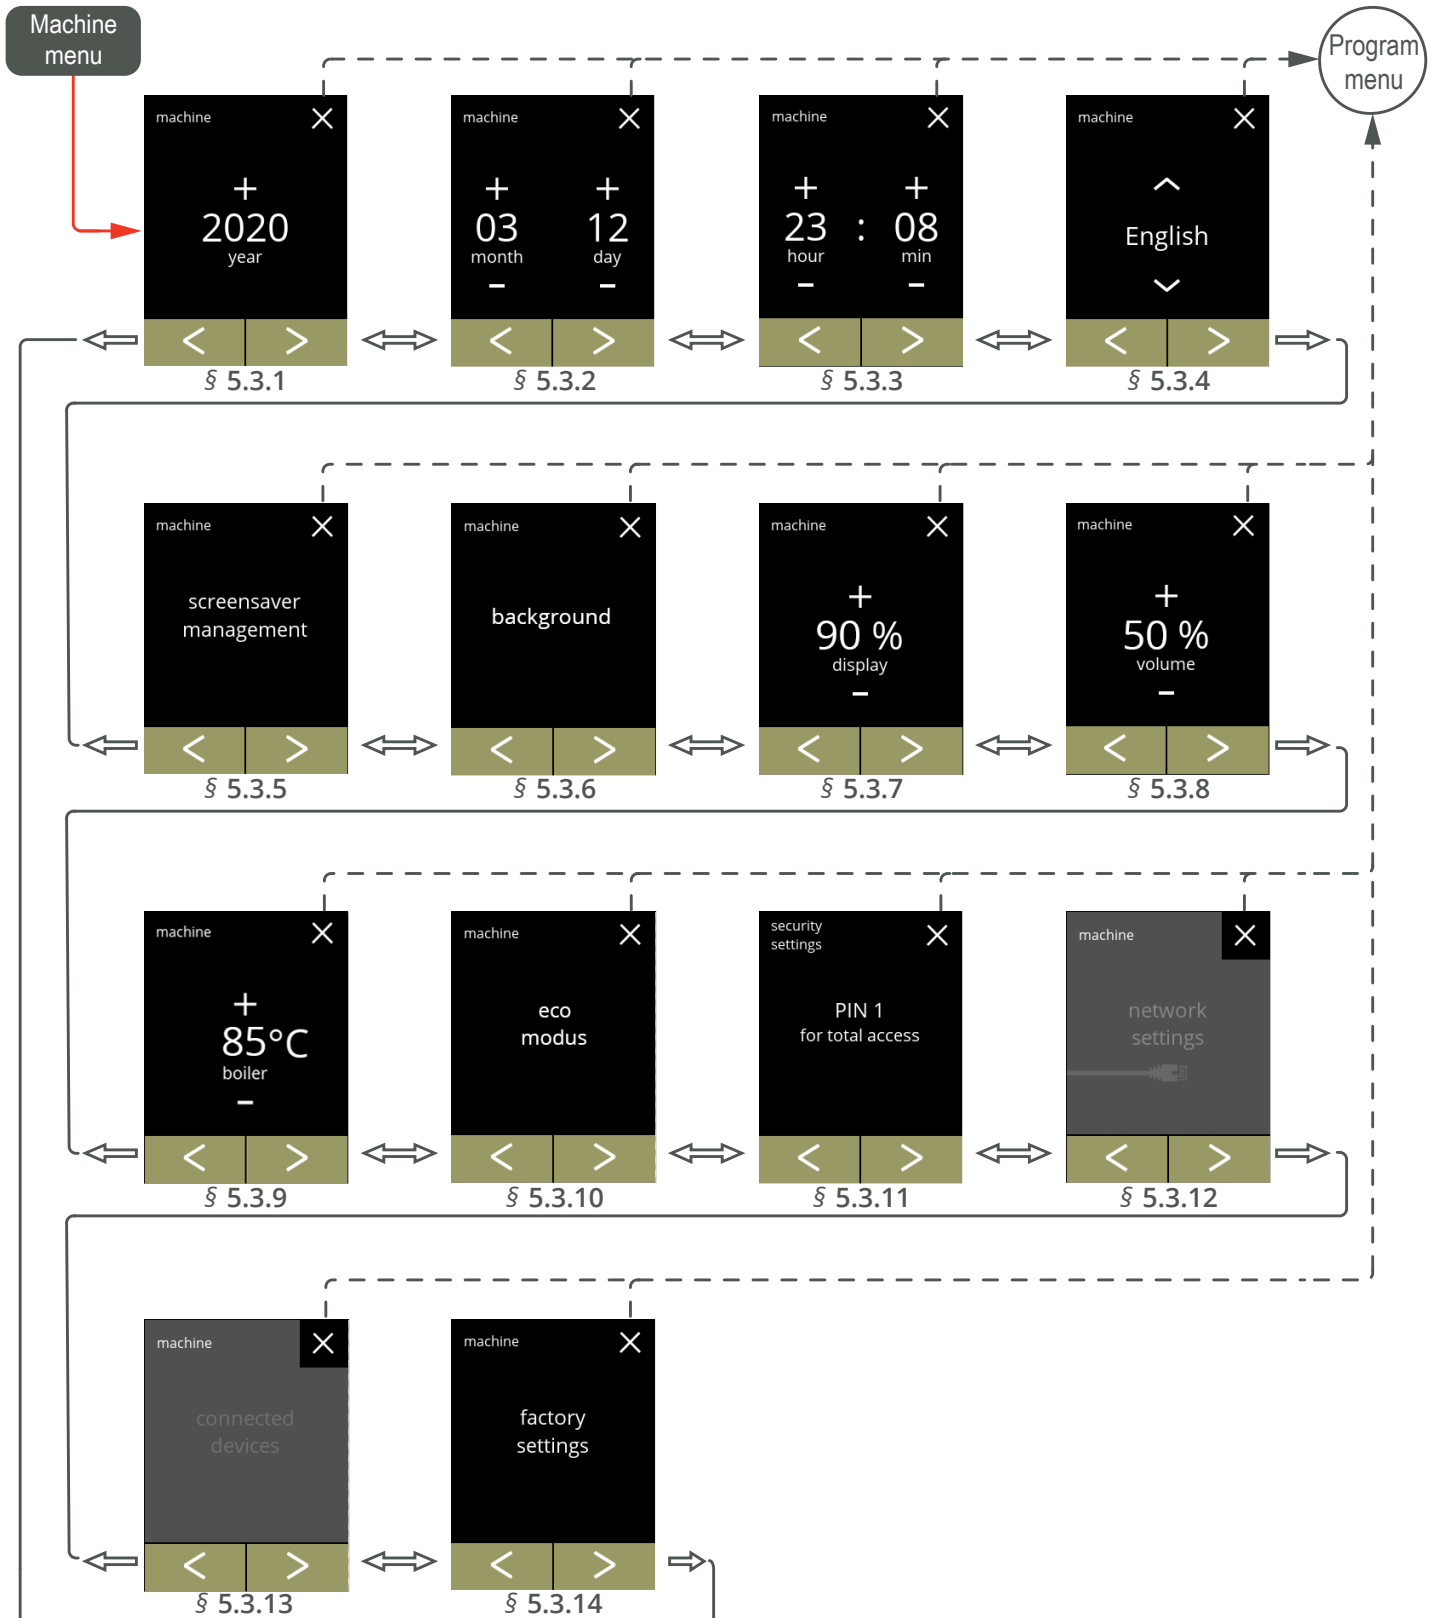 Machine
menu
Program
menu
machine
+
2020
year
< >
§ 5.3.1
machine
+ +
03 12
month day
- -
< >
§ 5.3.2
machine
+ +
23 : 08
hour min
- -
< >
§ 5.3.3
machine
English
< >
§ 5.3.4
machine
screensaver
management
< >
§ 5.3.5
machine
background
< >
§ 5.3.6
machine
+
90 %
display
-
< >
§ 5.3.7
machine
+
50 %
volume
-
< >
§ 5.3.8
machine
+
85°C
boiler
-
< >
§ 5.3.9
machine
eco
modus
< >
§ 5.3.10
security
settings
PIN 1
for total access
< >
§ 5.3.11
machine
network
settings
< >
§ 5.3.12
machine
connected
devices
< >
§ 5.3.13
machine
factory
settings
< >
§ 5.3.14